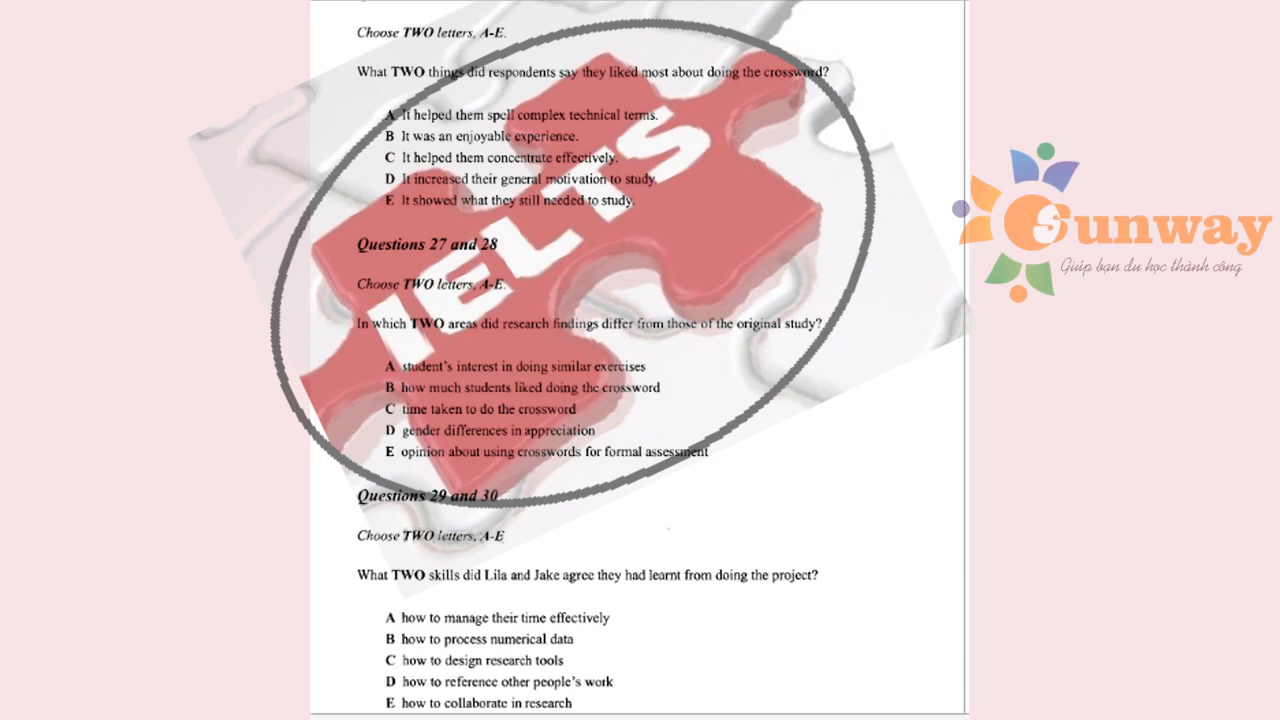 Choose TWO letters, A-E.
What TWO things did respondents say they liked most about doing the crossword?
A It helped them spell complex technical terms.
B It was an enjoyable experience.
C It helped them concentrate effectively.
D It increased their general motivation to study.
E It showed what they still needed to study.
Questions 27 and 28
Choose TWO letters, A-E.
In which TWO areas did research findings differ from those of the original study?
A student's interest in doing similar exercises
B how much students liked doing the crossword
C time taken to do the crossword
D gender differences in appreciation
E opinion about using crosswords for formal assessment
Questions 29 and 30
Choose TWO letters, A-E
What TWO skills did Lila and Jake agree they had learnt from doing the project?
A how to manage their time effectively
B how to process numerical data
C how to design research tools
D how to reference other people's work
E how to collaborate in research
IELTS
Sunway
Giúp bạn du học thành công